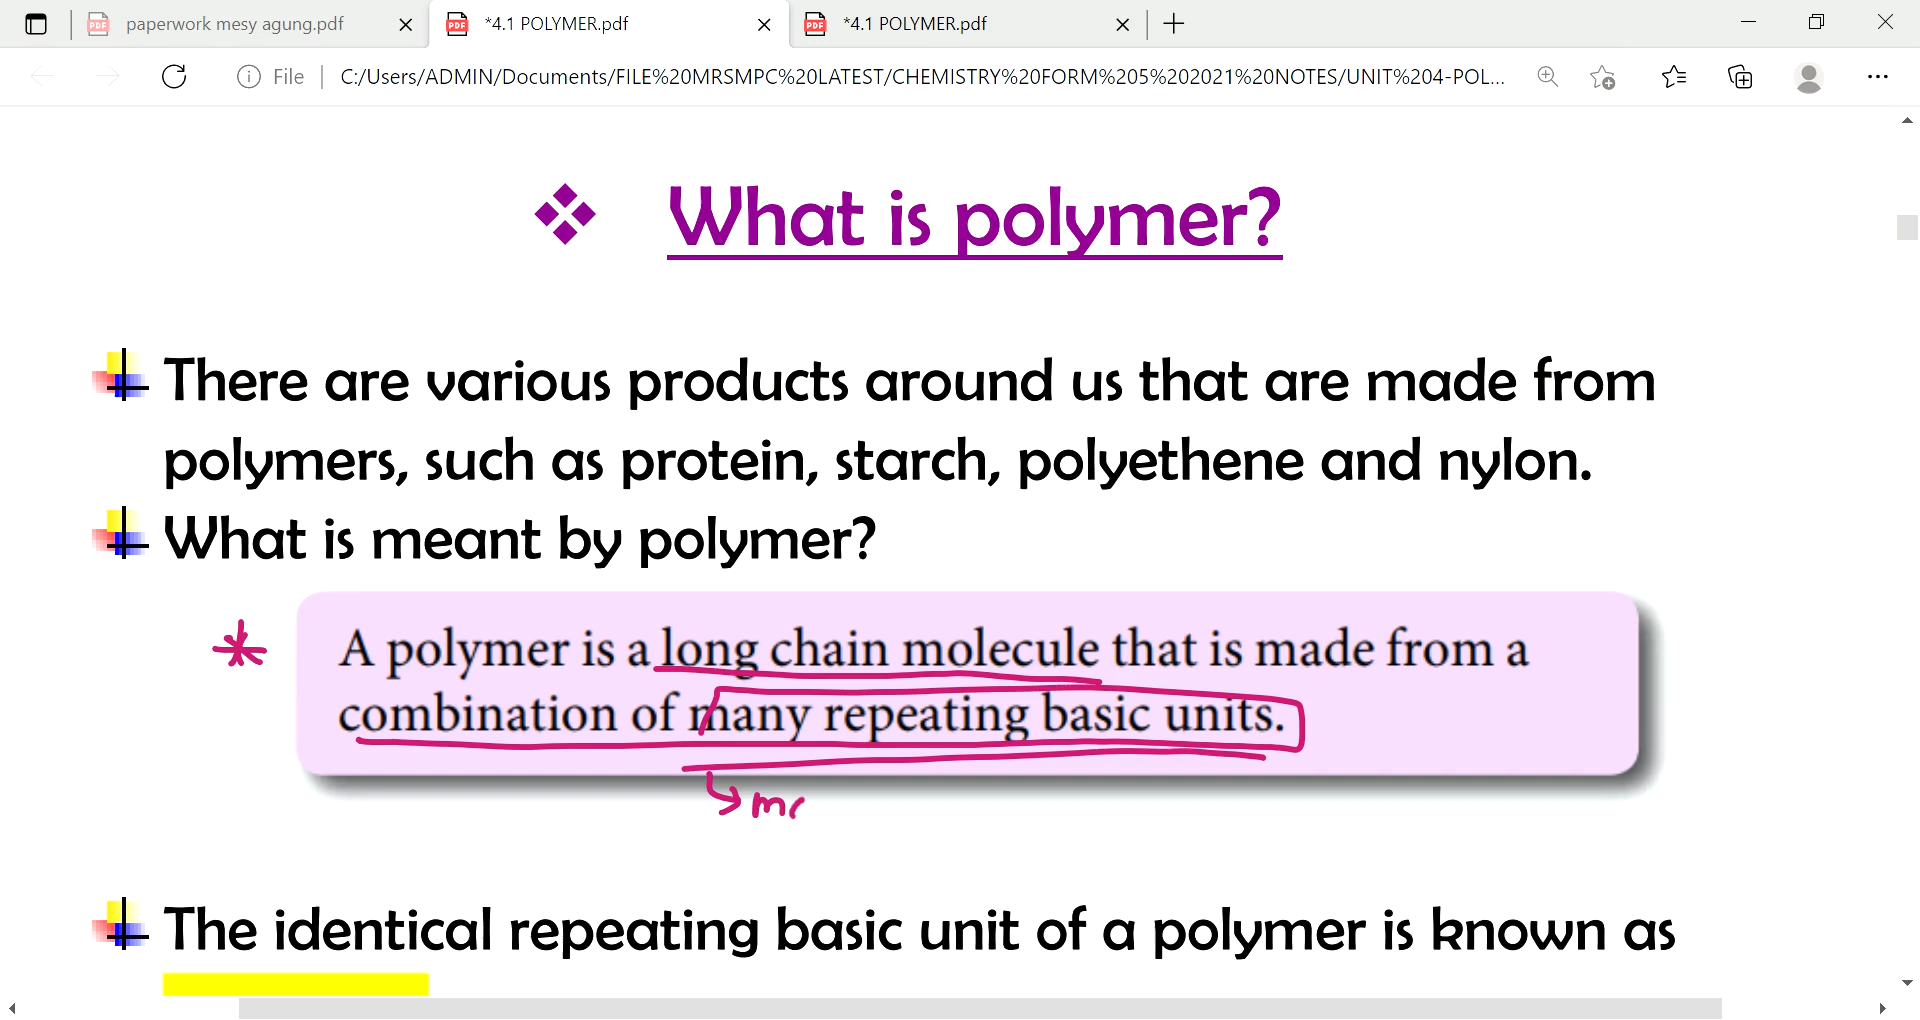 paperwork mesy agung.pdf
*4.1 POLYMER.pdf
*4.1 POLYMER.pdf
File
C:/Users/ADMIN/Documents/FILE%20MRSMPC%20LATEST/CHEMISTRY%20FORM%205%202021%20NOTES/UNIT%204-POL...
What is polymer?
There are various products around us that are made from
polymers, such as protein, starch, polyethene and nylon.
What is meant by polymer?
A polymer is a long chain molecule that is made from a
combination of many repeating basic units.
The identical repeating basic unit of a polymer is known as